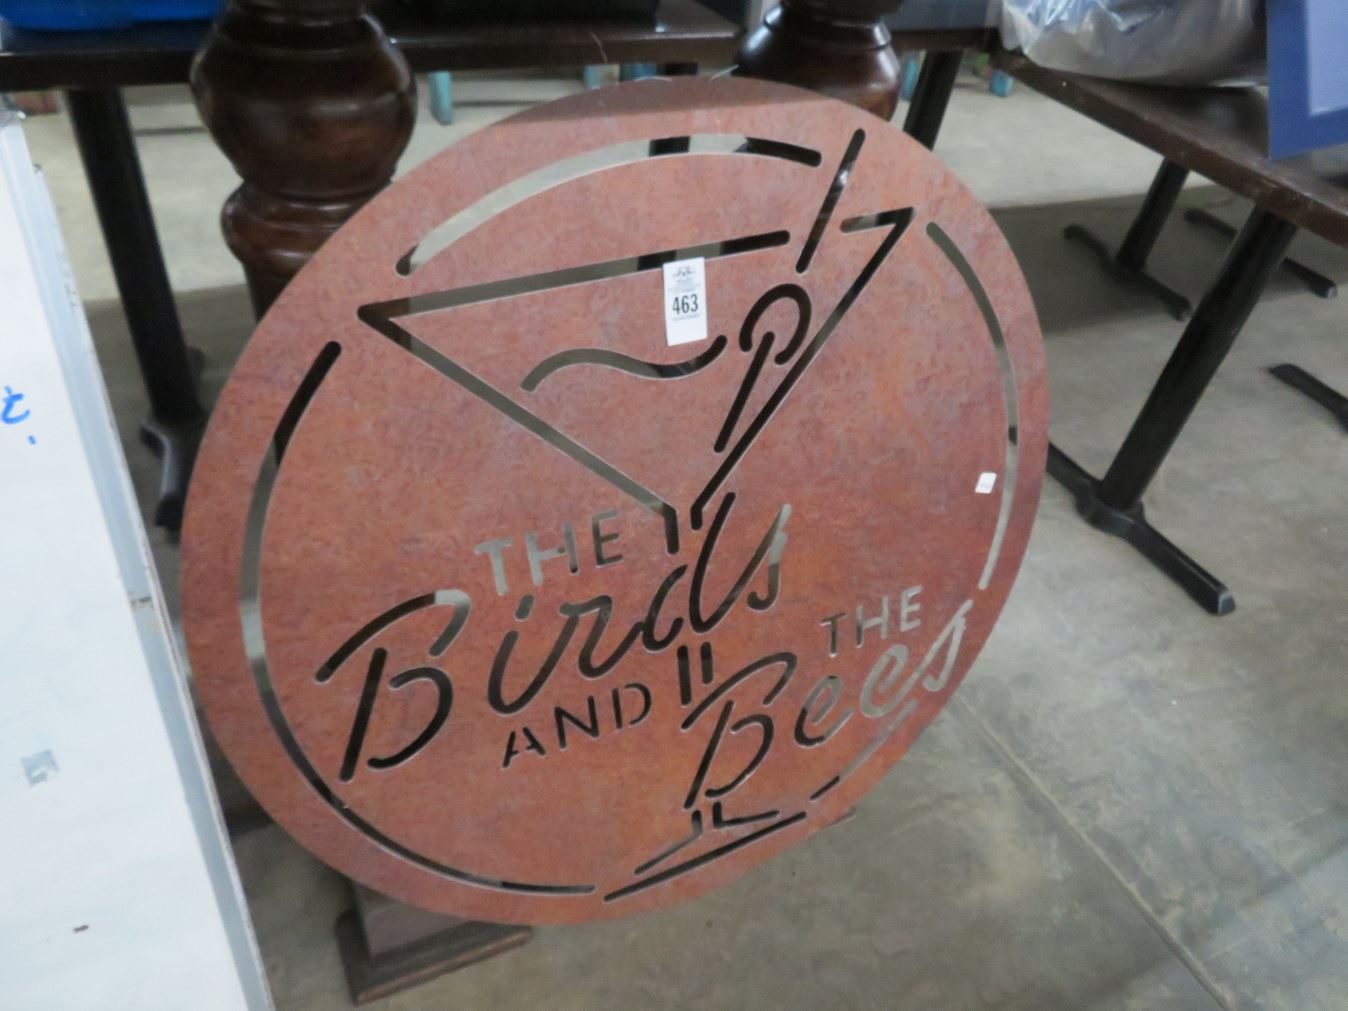 463
THE
Birds
AND
THE
Bees